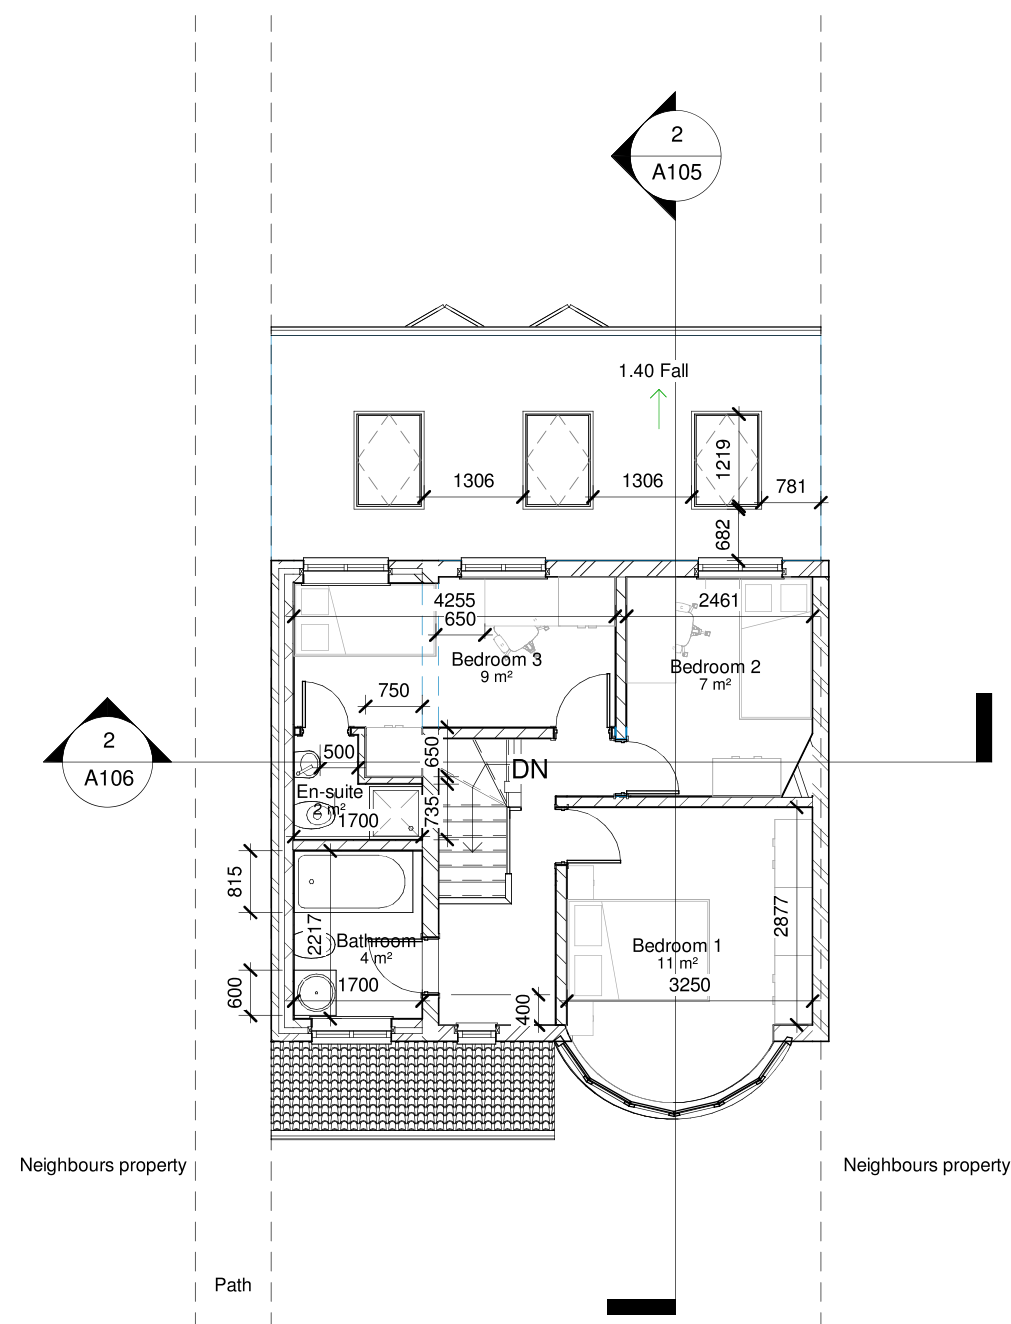 2
A105
1.40 Fall
1219
1306
1306
781
682
4255
2461
650
Bedroom 3
9 m²
Bedroom 2
7 m²
750
2
A106
500
650
DN
En-suite
2 m²
1700
735
815
2217
Bathroom
4 m²
2877
Bedroom 1
11 m²
600
1700
3250
400
Neighbours property
Neighbours property
Path